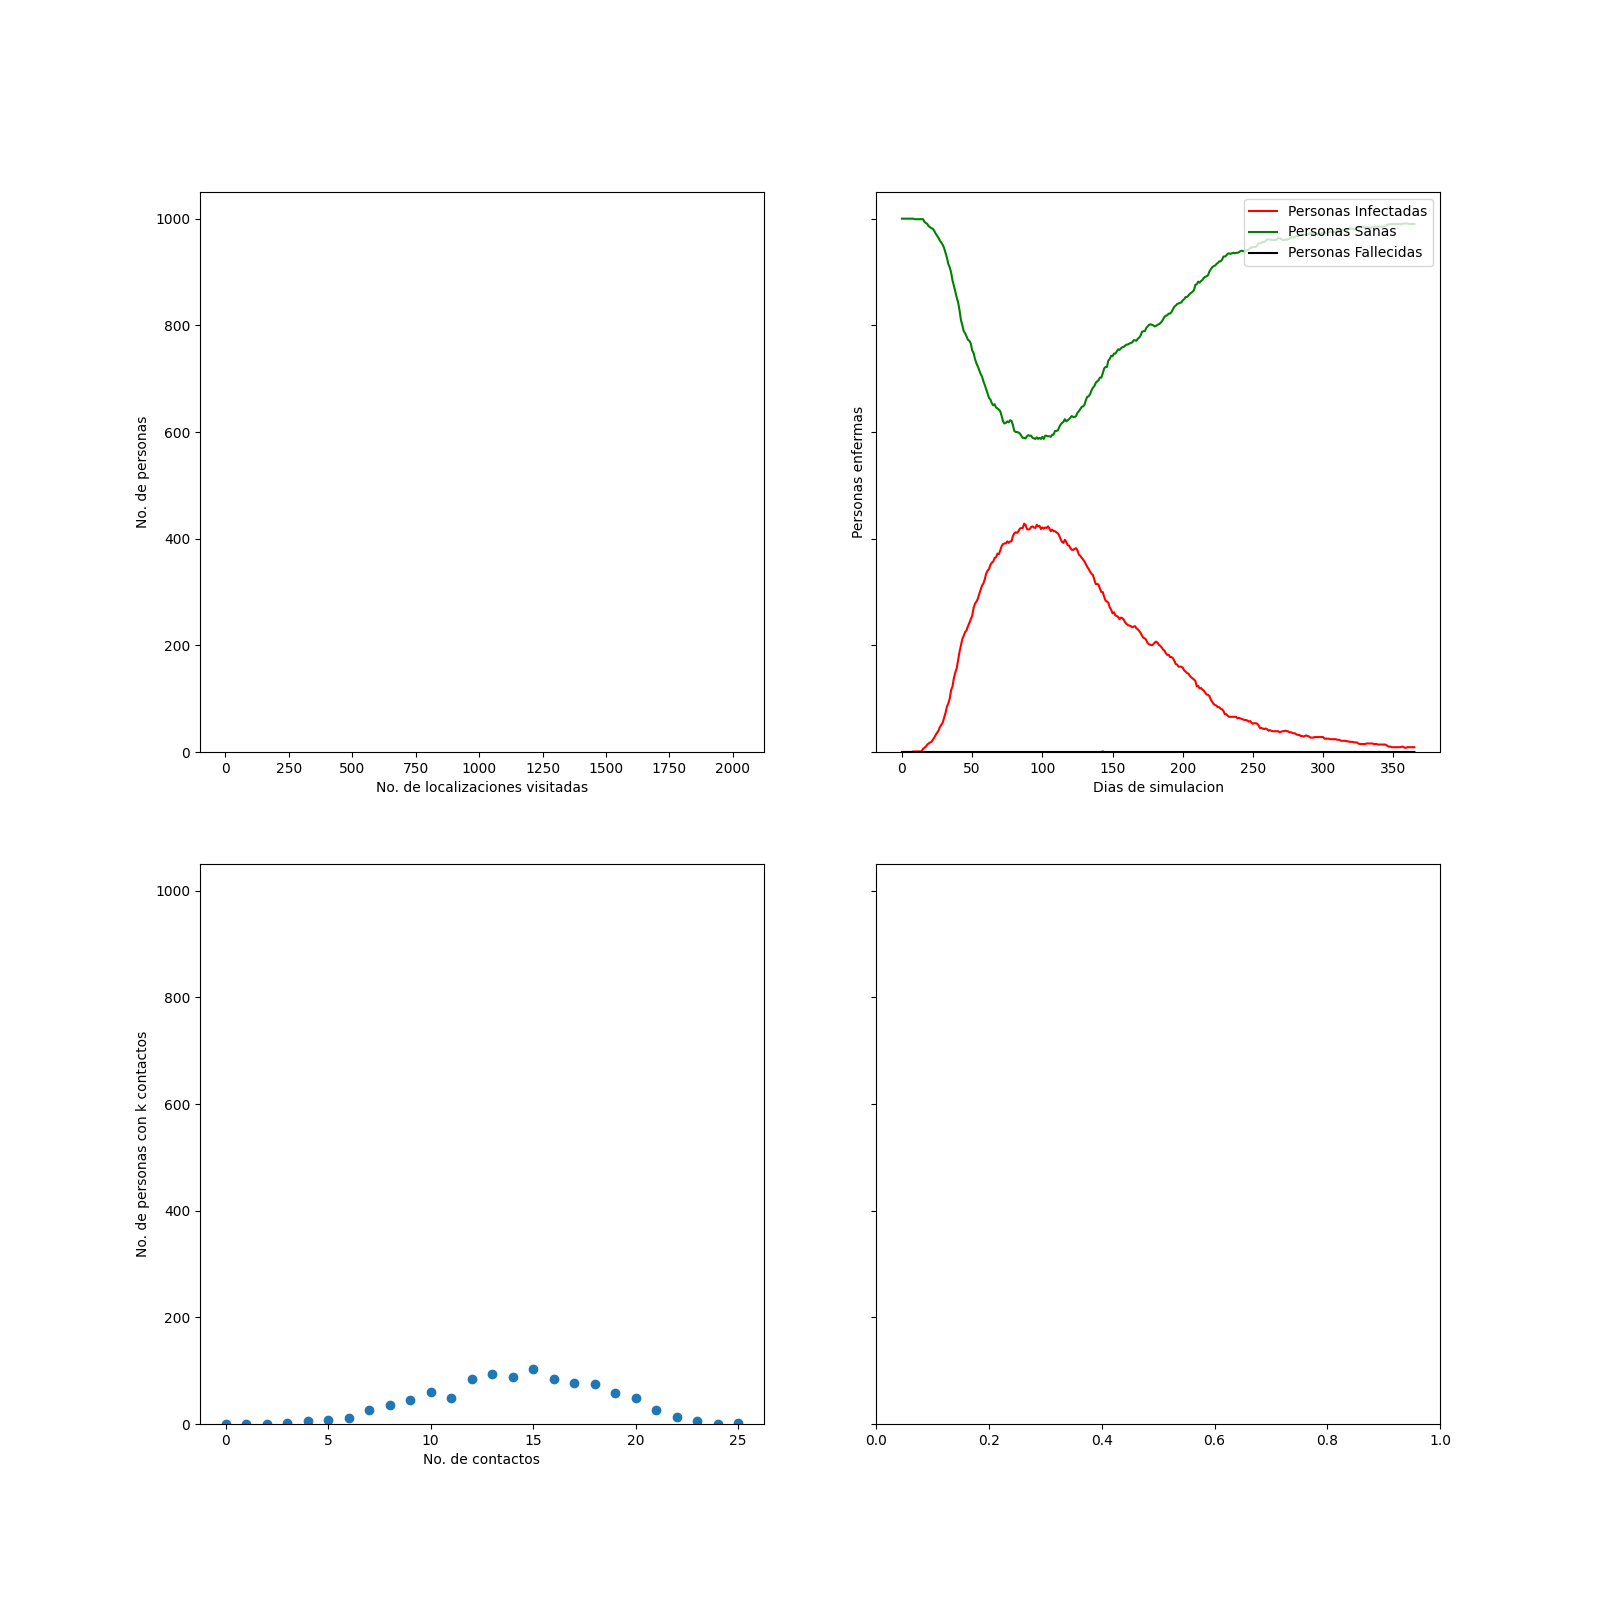 1000
800
600
400
200
0
No. de personas
0 250 500 750 1000 1250 1500 1750 2000
No. de localizaciones visitadas
Personas Infectadas
Personas Sanas
Personas Fallecidas
Personas enfermas
0 50 100 150 200 250 300 350
Dias de simulacion
1000
800
600
400
200
0
No. de personas con k contactos
0 5 10 15 20 25
No. de contactos
0.0 0.2 0.4 0.6 0.8 1.0